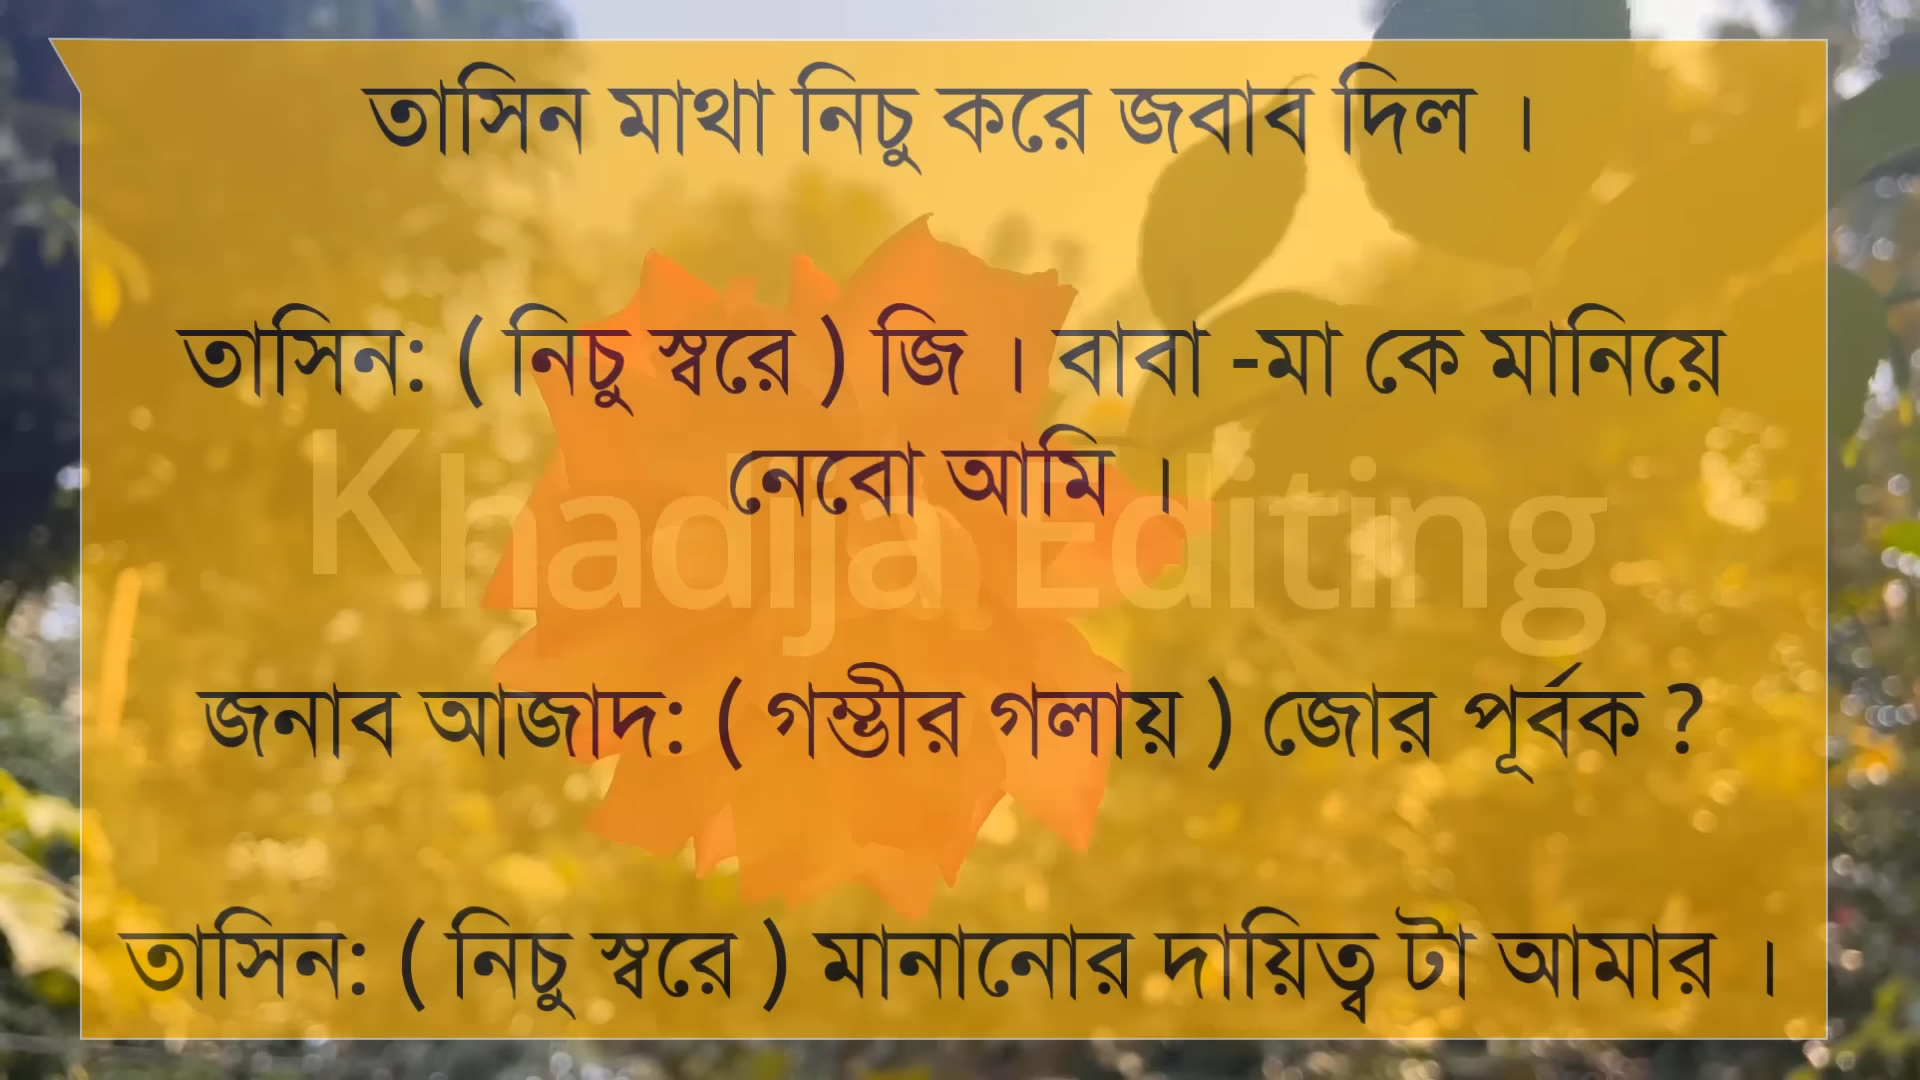 তাসিন মাথা নিচু করে জবাব দিল ।
তাসিন: ( নিচু স্বরে ) জি । বাবা -মা কে মানিয়ে
নেবো আমি ।
Khadija Editing
জনাব আজাদ: ( গম্ভীর গলায় ) জোর পূর্বক ?
তাসিন: ( নিচু স্বরে ) মানানোর দায়িত্ব টা আমার ।